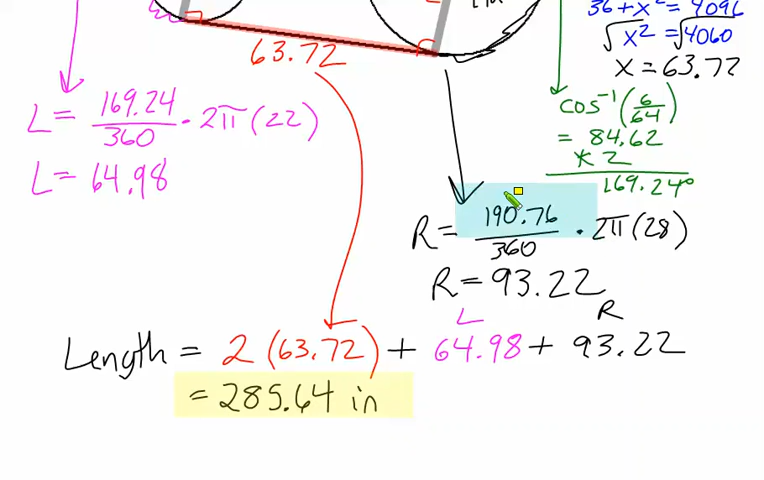 36 + x² = 4096
√x² = √4060
x = 63.72
63.72
cos⁻¹(6/64)
= 84.62
* 2
169.24°
L = 169.24/360 · 2π(22)
L = 64.98
R = 190.76/360 · 2π(28)
R = 93.22
L R
Length = 2(63.72) + 64.98 + 93.22
= 285.64 in